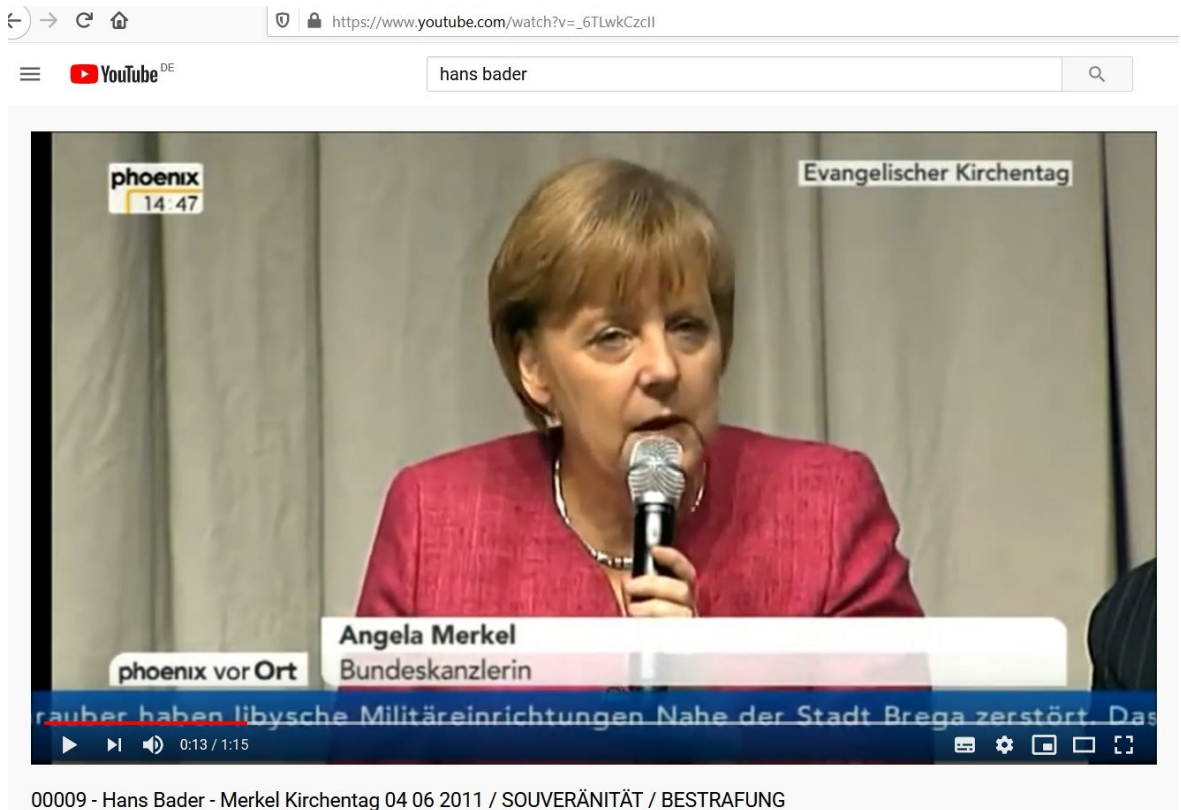 https://www.youtube.com/watch?v=_6TLwkCzcII
YouTube DE
hans bader
phoenix
14:47
Evangelischer Kirchentag
Angela Merkel
Bundeskanzlerin
phoenix vor Ort
rauber haben libysche Militäreinrichtungen Nahe der Stadt Brega zerstört. Das
0:13 / 1:15
00009 - Hans Bader - Merkel Kirchentag 04 06 2011 / SOUVERÄNITÄT / BESTRAFUNG